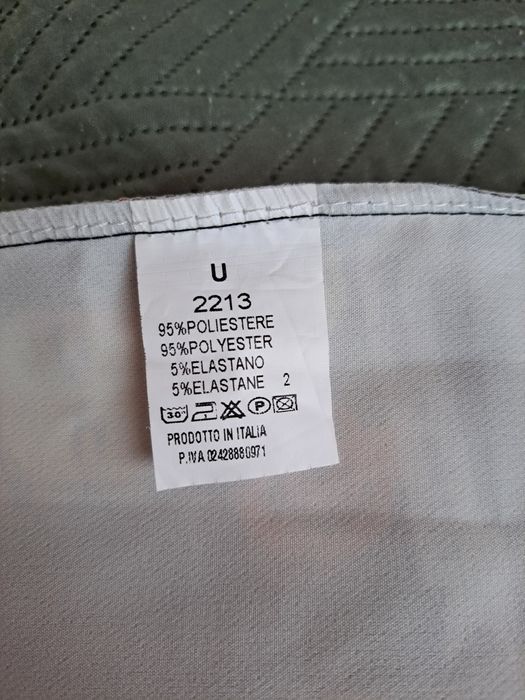 U
2213
95%POLIESTERE
95%POLYESTER
5%ELASTANO
5%ELASTANE 2
30°
P
PRODOTTO IN ITALIA
P.IVA 02428880971